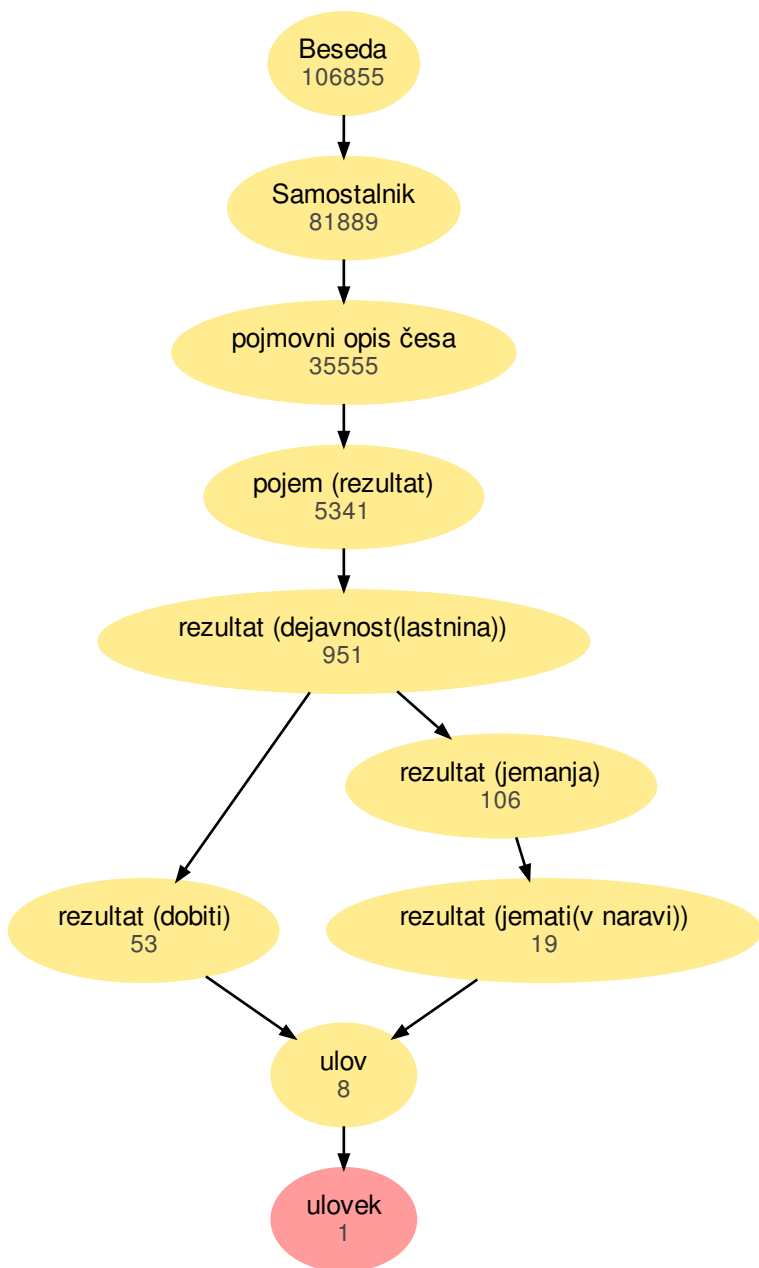 Beseda
106855
Samostalnik
81889
pojmovni opis česa
35555
pojem (rezultat)
5341
rezultat (dejavnost(lastnina))
951
rezultat (jemanja)
106
rezultat (dobiti)
53
rezultat (jemati(v naravi))
19
ulov
8
ulovek
1